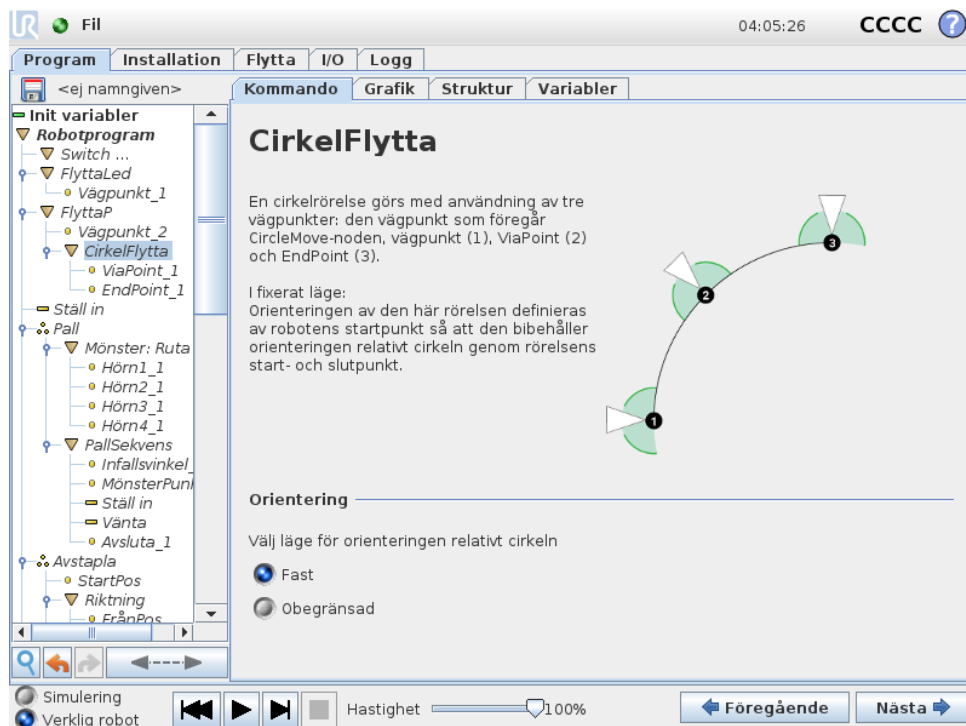 UR Fil 04:05:26 CCCC ?
Program Installation Flytta I/O Logg
<ej namngiven> Kommando Grafik Struktur Variabler
Init variabler
Robotprogram
Switch ...
FlyttaLed
Vägpunkt_1
FlyttaP
Vägpunkt_2
CirkelFlytta
ViaPoint_1
EndPoint_1
Ställ in
Pall
Mönster: Ruta
Hörn1_1
Hörn2_1
Hörn3_1
Hörn4_1
PallSekvens
Infallsvinkel_
MönsterPunl
Ställ in
Vänta
Avsluta_1
Avstapla
StartPos
Riktning
FrånPos
CirkelFlytta
En cirkelrörelse görs med användning av tre
vägpunkter: den vägpunkt som föregår
CircleMove-noden, vägpunkt (1), ViaPoint (2)
och EndPoint (3).
I fixerat läge:
Orienteringen av den här rörelsen definieras
av robotens startpunkt så att den bibehåller
orienteringen relativt cirkeln genom rörelsens
start- och slutpunkt.
3
2
1
Orientering
Välj läge för orienteringen relativt cirkeln
Fast
Obegränsad
Simulering
Verklig robot
Hastighet 100%
Föregående Nästa